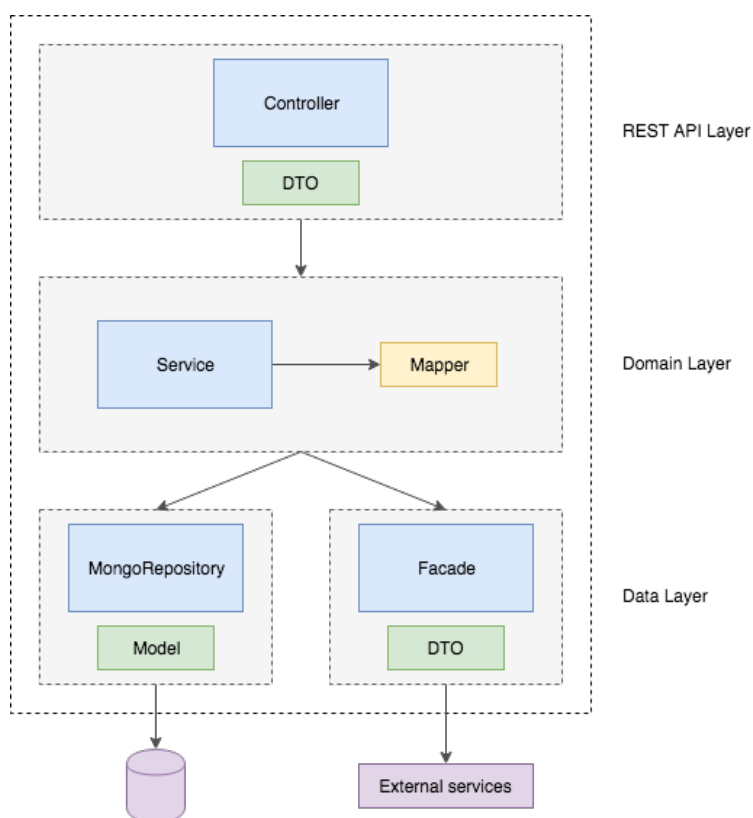 Controller
REST API Layer
DTO
Service
Mapper
Domain Layer
MongoRepository
Facade
Data Layer
Model
DTO
External services